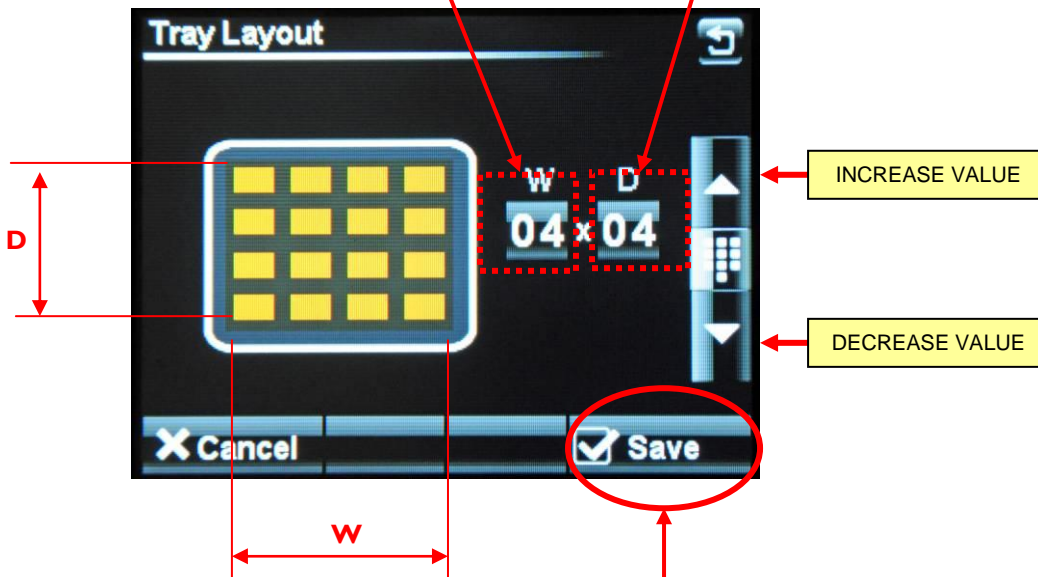 Tray Layout
INCREASE VALUE
W D
04 x 04
D
DECREASE VALUE
Cancel
Save
W